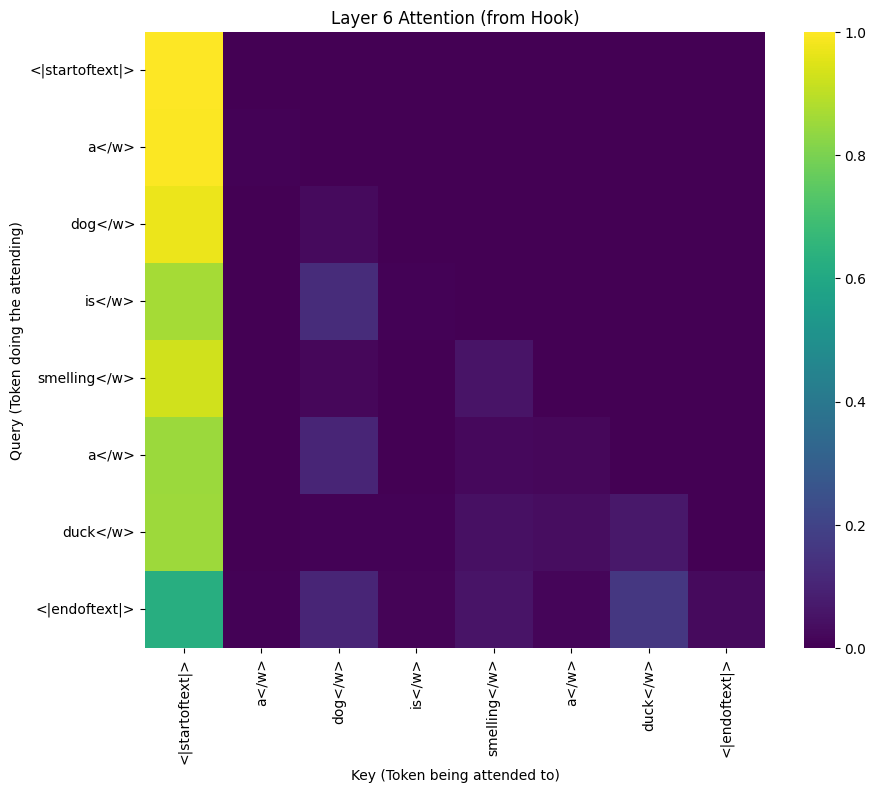 Layer 6 Attention (from Hook)
Query (Token doing the attending)
<|startoftext|>
a</w>
dog</w>
is</w>
smelling</w>
a</w>
duck</w>
<|endoftext|>
<|startoftext|>
a</w>
dog</w>
is</w>
smelling</w>
a</w>
duck</w>
<|endoftext|>
Key (Token being attended to)
1.0
0.8
0.6
0.4
0.2
0.0